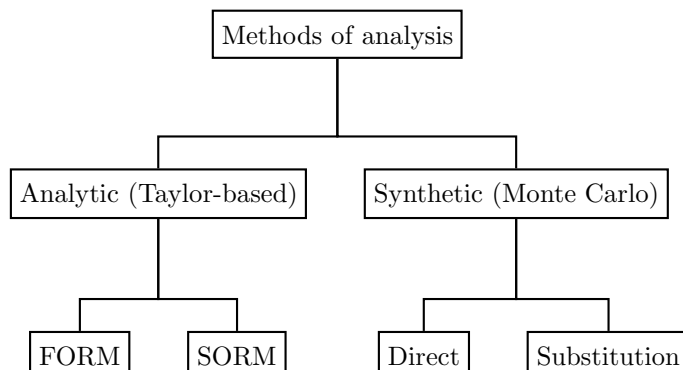 Methods of analysis
Analytic (Taylor-based)
Synthetic (Monte Carlo)
FORM
SORM
Direct
Substitution